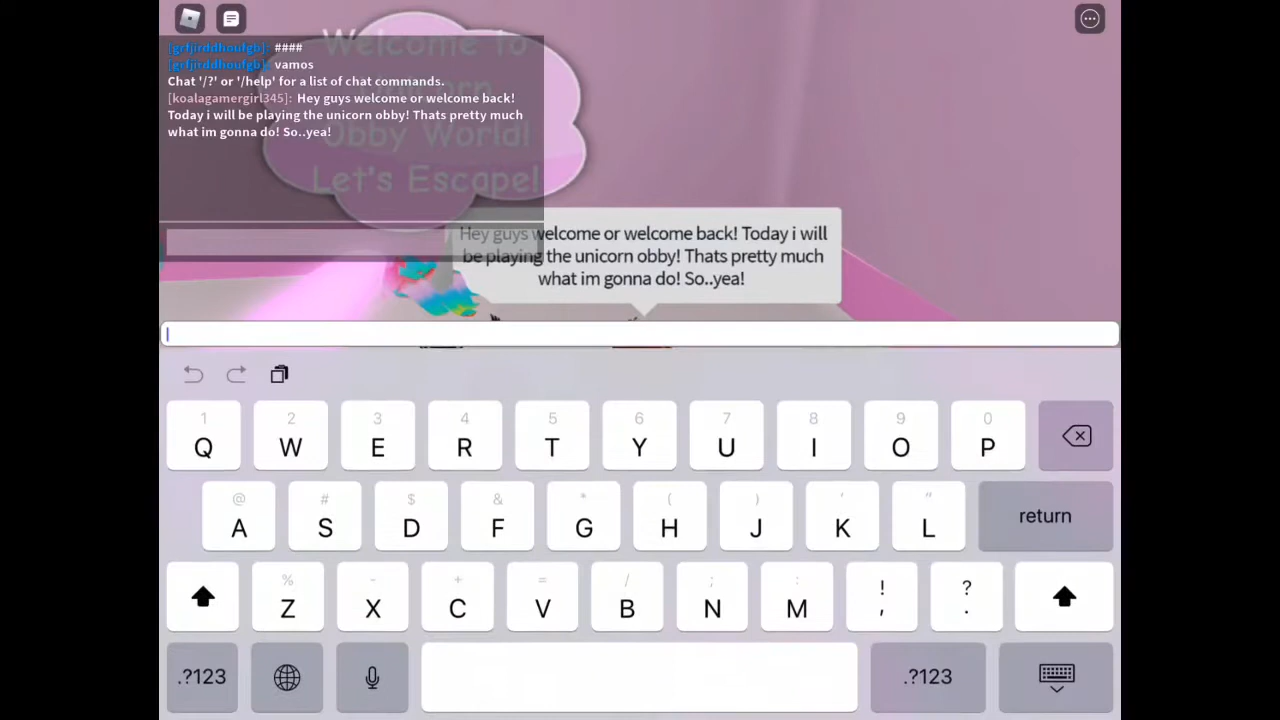 Welcome To
Unicorn
Obby World!
Let's Escape!
[grfjirddhoufgb]: ####
[grfjirddhoufgb]: vamos
Chat '/?' or '/help' for a list of chat commands.
[koalagamergirl345]: Hey guys welcome or welcome back!
Today i will be playing the unicorn obby! Thats pretty much
what im gonna do! So..yea!
Hey guys welcome or welcome back! Today i will
be playing the unicorn obby! Thats pretty much
what im gonna do! So..yea!
1 2 3 4 5 6 7 8 9 0
Q W E R T Y U I O P
@ # $ & * ( ) ' "
A S D F G H J K L return
% - + = / ; : ! ?
Z X C V B N M , .
.?123 .?123